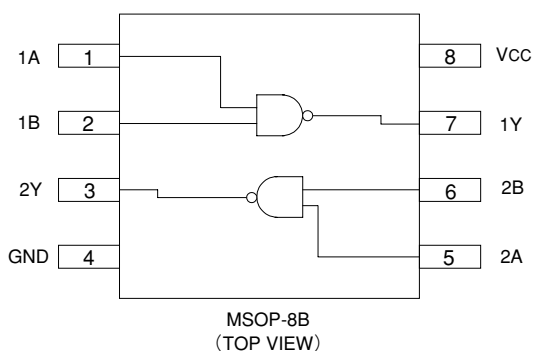 1A 1 8 VCC
1B 2 7 1Y
2Y 3 6 2B
GND 4 5 2A
MSOP-8B
（TOP VIEW）